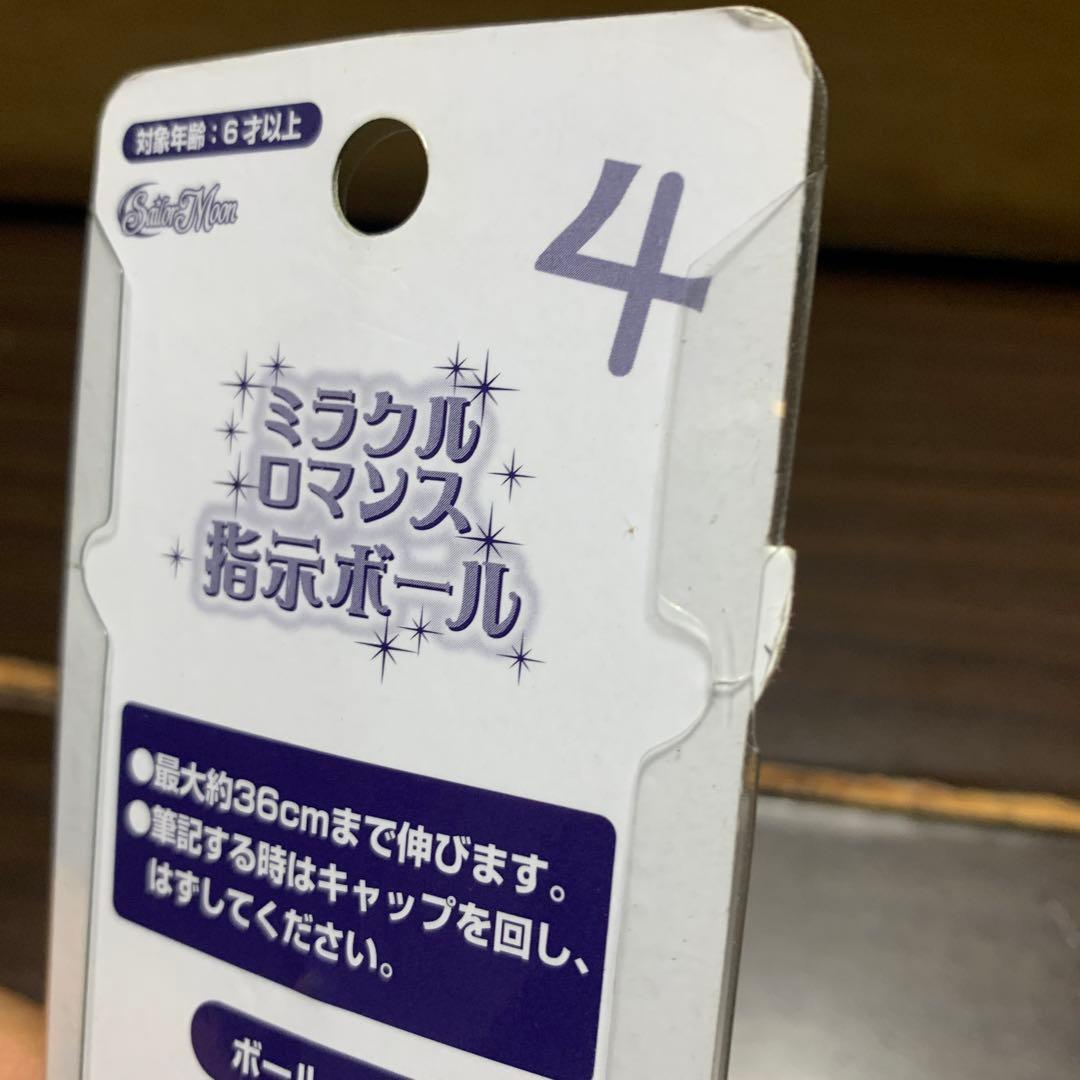 対象年齢：6才以上
Sailor Moon
4
ミラクル
ロマンス
指示ボール
●最大約36cmまで伸びます。
●筆記する時はキャップを回し、
はずしてください。
ボール